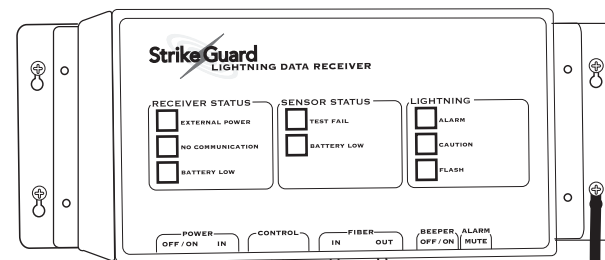 StrikeGuard
LIGHTNING DATA RECEIVER
RECEIVER STATUS
EXTERNAL POWER
NO COMMUNICATION
BATTERY LOW
SENSOR STATUS
TEST FAIL
BATTERY LOW
LIGHTNING
ALARM
CAUTION
FLASH
POWER
OFF / ON IN
CONTROL
FIBER
IN OUT
BEEPER
OFF / ON
ALARM
MUTE